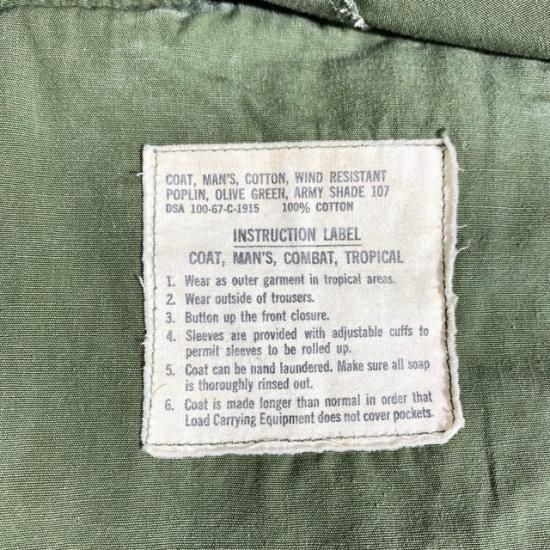 COAT, MAN'S, COTTON, WIND RESISTANT
POPLIN, OLIVE GREEN, ARMY SHADE 107
DSA 100-67-C-1915 100% COTTON
INSTRUCTION LABEL
COAT, MAN'S, COMBAT, TROPICAL
1. Wear as outer garment in tropical areas.
2. Wear outside of trousers.
3. Button up the front closure.
4. Sleeves are provided with adjustable cuffs to
permit sleeves to be rolled up.
5. Coat can be hand laundered. Make sure all soap
is thoroughly rinsed out.
6. Coat is made longer than normal in order that
Load Carrying Equipment does not cover pockets.